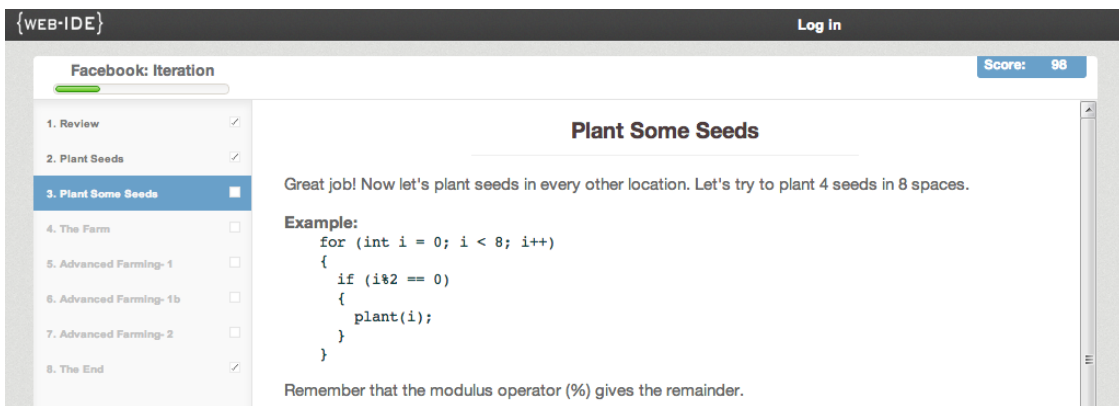 {WEB-IDE}
Log in
Facebook: Iteration
Score: 98
1. Review
2. Plant Seeds
3. Plant Some Seeds
4. The Farm
5. Advanced Farming- 1
6. Advanced Farming- 1b
7. Advanced Farming- 2
8. The End
Plant Some Seeds
Great job! Now let's plant seeds in every other location. Let's try to plant 4 seeds in 8 spaces.
Example:
for (int i = 0; i < 8; i++)
{
if (i%2 == 0)
{
plant(i);
}
}
Remember that the modulus operator (%) gives the remainder.